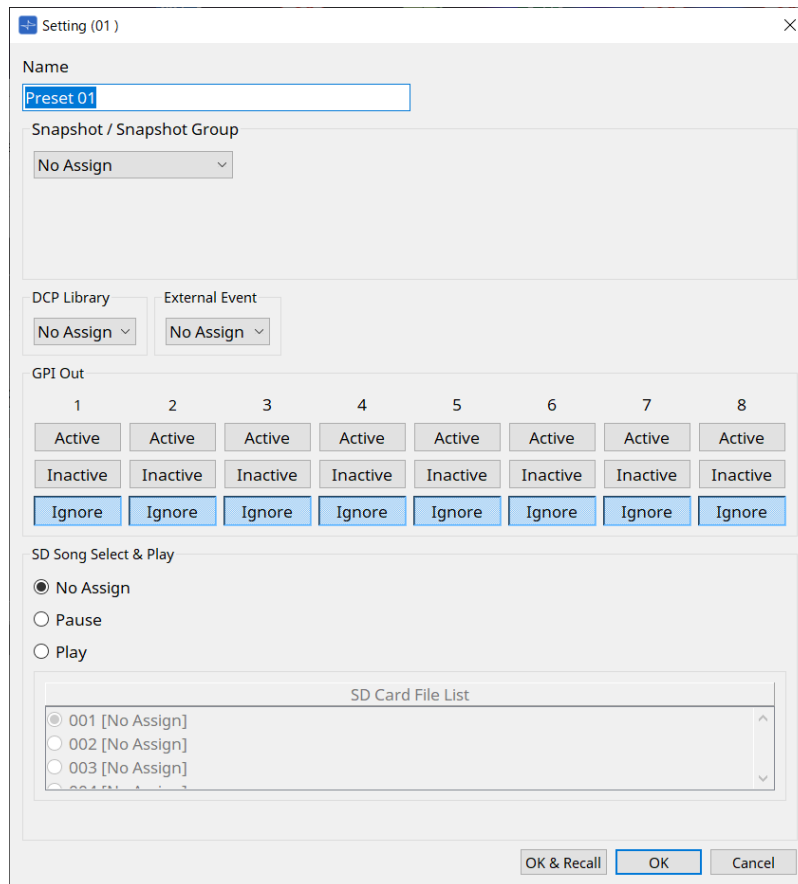 Setting (01 )
Name
Preset 01
Snapshot / Snapshot Group
No Assign
DCP Library External Event
No Assign No Assign
GPI Out
1 2 3 4 5 6 7 8
Active Active Active Active Active Active Active Active
Inactive Inactive Inactive Inactive Inactive Inactive Inactive Inactive
Ignore Ignore Ignore Ignore Ignore Ignore Ignore Ignore
SD Song Select & Play
No Assign
Pause
Play
SD Card File List
001 [No Assign]
002 [No Assign]
003 [No Assign]
OK & Recall OK Cancel